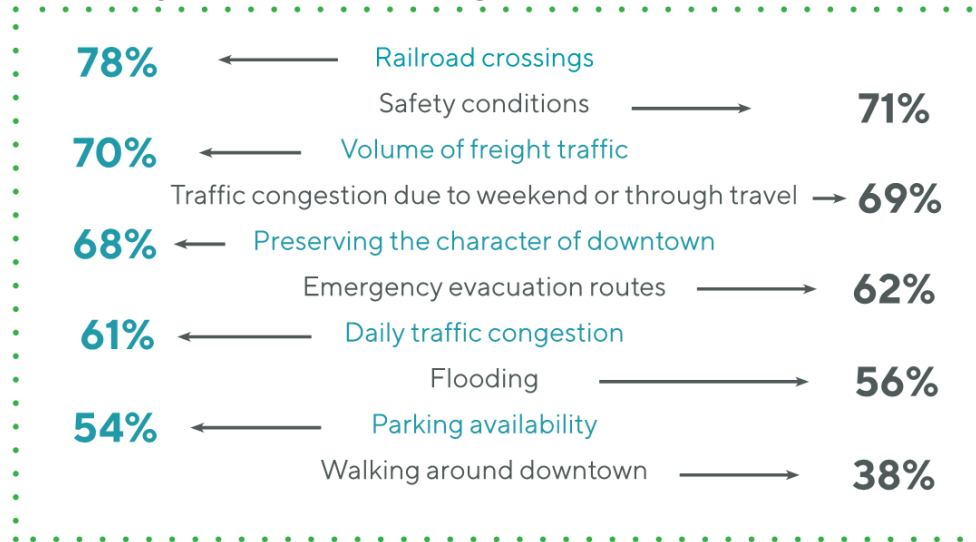 78% Railroad crossings
Safety conditions 71%
70% Volume of freight traffic
Traffic congestion due to weekend or through travel 69%
68% Preserving the character of downtown
Emergency evacuation routes 62%
61% Daily traffic congestion
Flooding 56%
54% Parking availability
Walking around downtown 38%